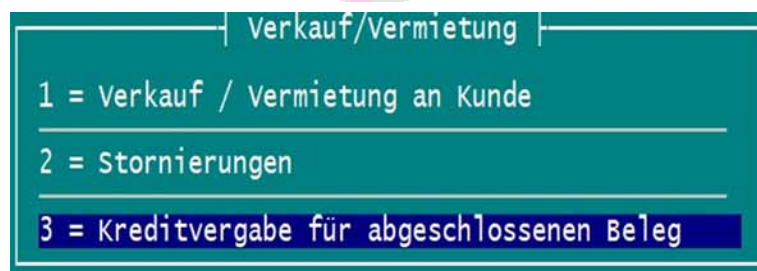 Verkauf/Vermietung
1 = Verkauf / Vermietung an Kunde
2 = Stornierungen
3 = Kreditvergabe für abgeschlossenen Beleg